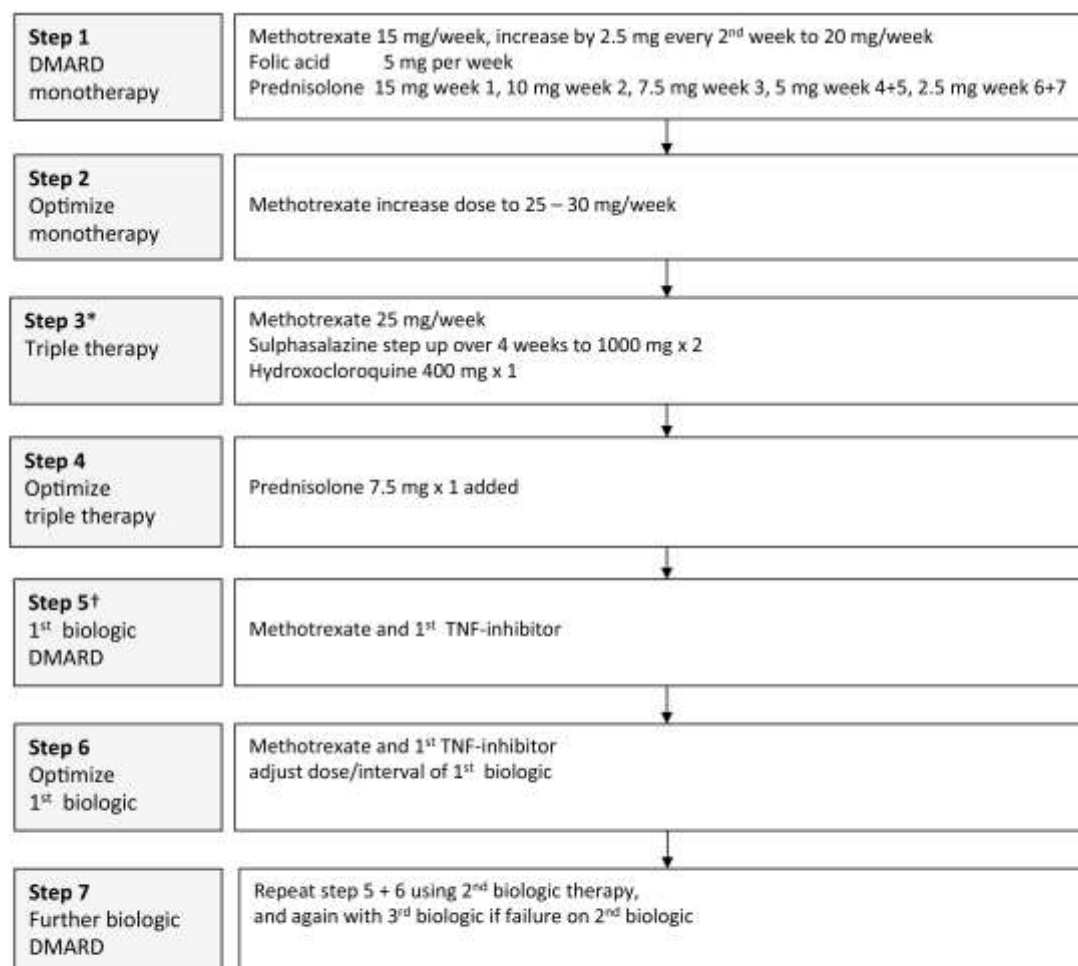 Step 1
DMARD
monotherapy
Methotrexate 15 mg/week, increase by 2.5 mg every 2nd week to 20 mg/week
Folic acid 5 mg per week
Prednisolone 15 mg week 1, 10 mg week 2, 7.5 mg week 3, 5 mg week 4+5, 2.5 mg week 6+7
Step 2
Optimize
monotherapy
Methotrexate increase dose to 25 – 30 mg/week
Step 3*
Triple therapy
Methotrexate 25 mg/week
Sulphasalazine step up over 4 weeks to 1000 mg x 2
Hydroxocloroquine 400 mg x 1
Step 4
Optimize
triple therapy
Prednisolone 7.5 mg x 1 added
Step 5†
1st biologic
DMARD
Methotrexate and 1st TNF-inhibitor
Step 6
Optimize
1st biologic
Methotrexate and 1st TNF-inhibitor
adjust dose/interval of 1st biologic
Step 7
Further biologic
DMARD
Repeat step 5 + 6 using 2nd biologic therapy,
and again with 3rd biologic if failure on 2nd biologic